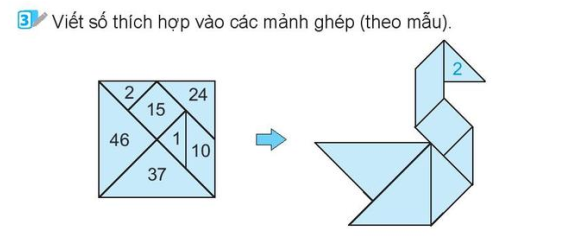 3 Viết số thích hợp vào các mảnh ghép (theo mẫu).
2 24
15
2
46 1 10
37